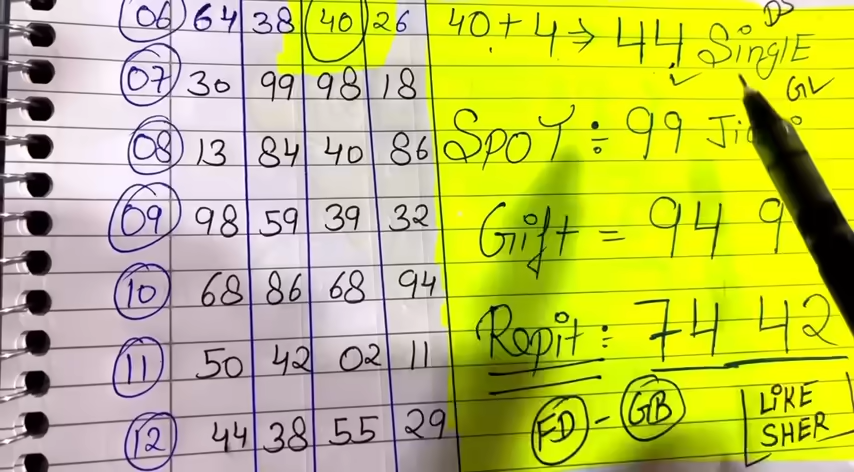 06 64 38 40 26
07 30 99 98 18
08 13 84 40 86
09 98 59 39 32
10 68 86 68 94
11 50 42 02 11
12 44 38 55 29
DS
40+4→44 SinglE
GL
SPOT ÷ 99
Gift = 94 9
Ropit: 74 42
FD - GB
LiKE
SHER